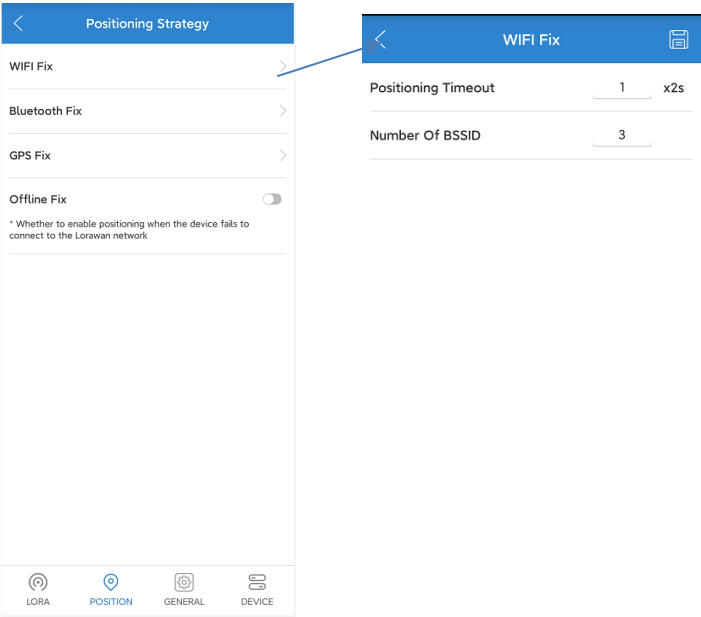 Positioning Strategy
WIFI Fix
Bluetooth Fix
GPS Fix
Offline Fix
* Whether to enable positioning when the device fails to
connect to the Lorawan network
LORA
POSITION
GENERAL
DEVICE
WIFI Fix
Positioning Timeout 1 x2s
Number Of BSSID 3